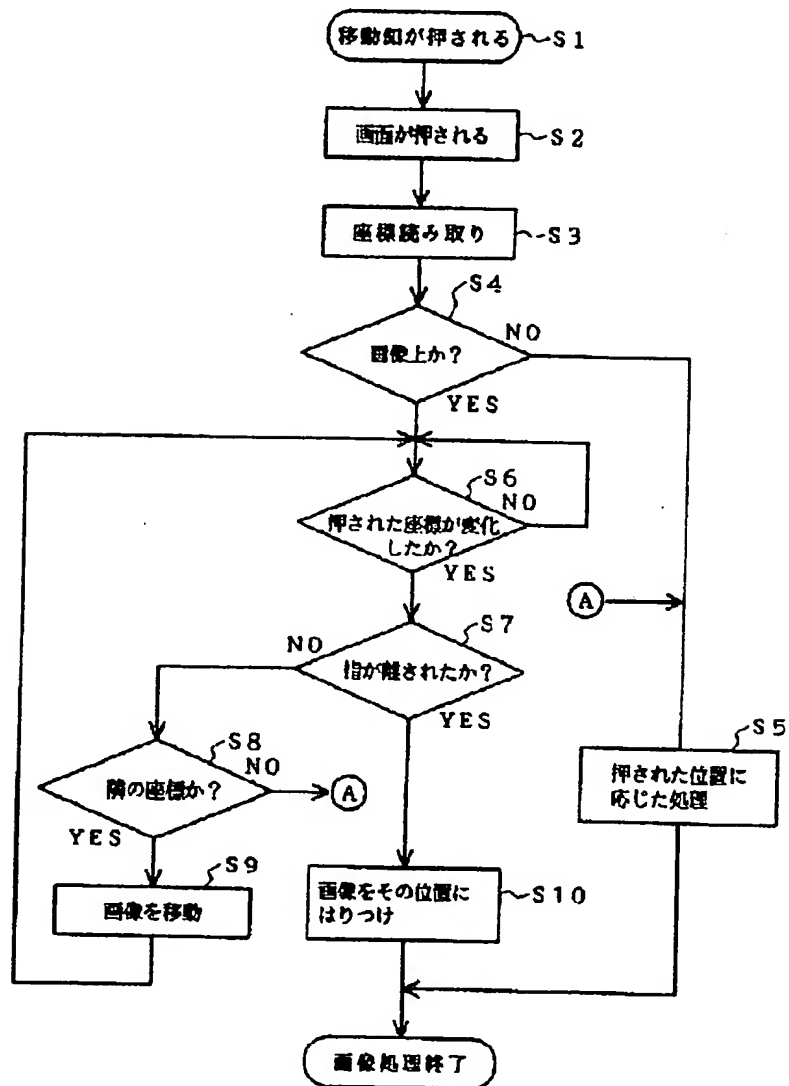 移動釦が押される S1
画面が押される S2
座標読み取り S3
S4
画像上か? NO
YES
S6
NO
押された座標が変化
したか?
YES
A
S7
NO
指が離されたか?
YES
S5
S8
NO
隣の座標か? A
YES
押された位置に
応じた処理
S9
画像を移動
画像をその位置に
はりつけ S10
画像処理終了